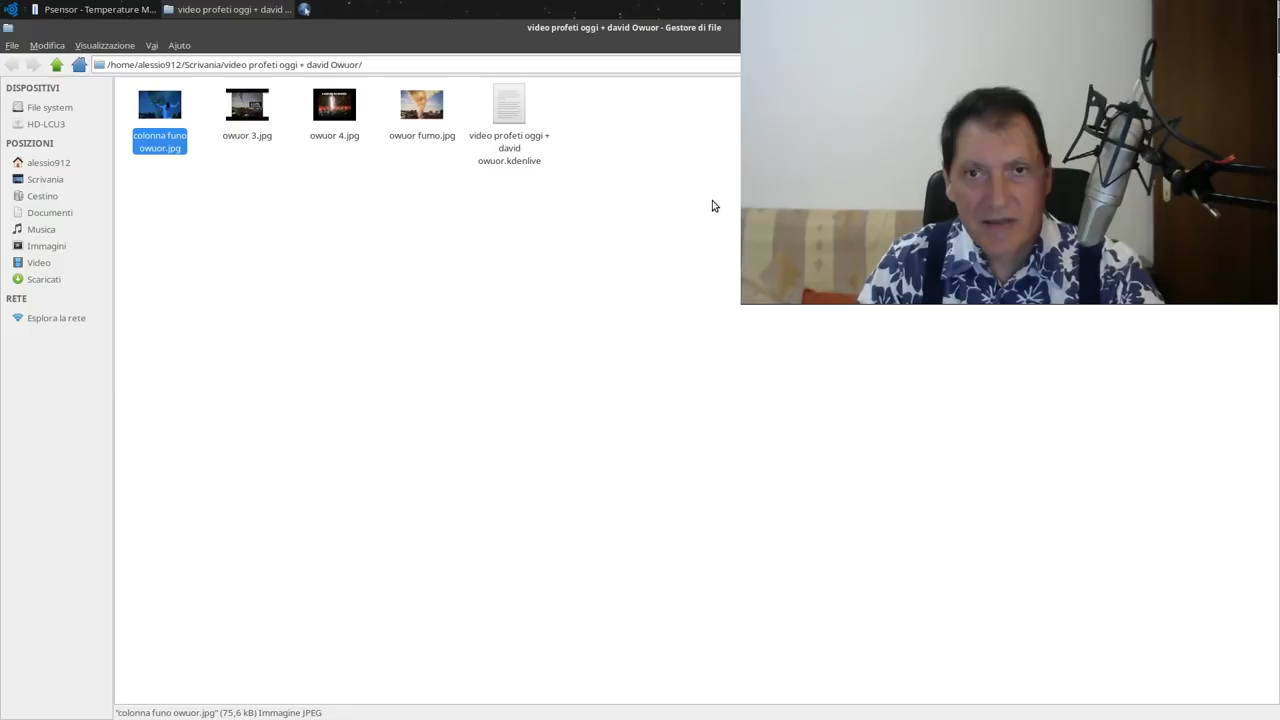 Psensor - Temperature M...
video profeti oggi + david ...
video profeti oggi + david Owuor - Gestore di file
File
Modifica
Visualizzazione
Vai
Aiuto
/home/alessio912/Scrivania/video profeti oggi + david Owuor/
DISPOSITIVI
File system
HD-LCU3
POSIZIONI
alessio912
Scrivania
Cestino
Documenti
Musica
Immagini
Video
Scaricati
RETE
Esplora la rete
colonna funo
owuor.jpg
owuor 3.jpg
owuor 4.jpg
owuor fumo.jpg
video profeti oggi +
david
owuor.kdenlive
"colonna funo owuor.jpg" (75,6 kB) Immagine JPEG